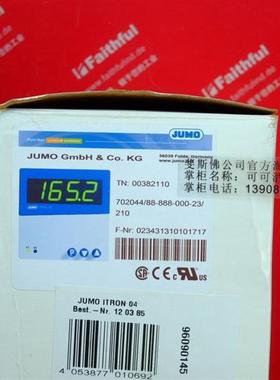 Faithful
JUMO
JUMO GmbH & Co. KG
36039 Fulda, Germany
斐斯佛公司官方
掌柜名称: 可可
掌柜电话: 13908
165.2
TN: 00382110
702044/88-888-000-23/
210
F-Nr: 023431310101717
JUMO ITRON 04
Best.-Nr. 12 03 85
4 053877 010692
96090145